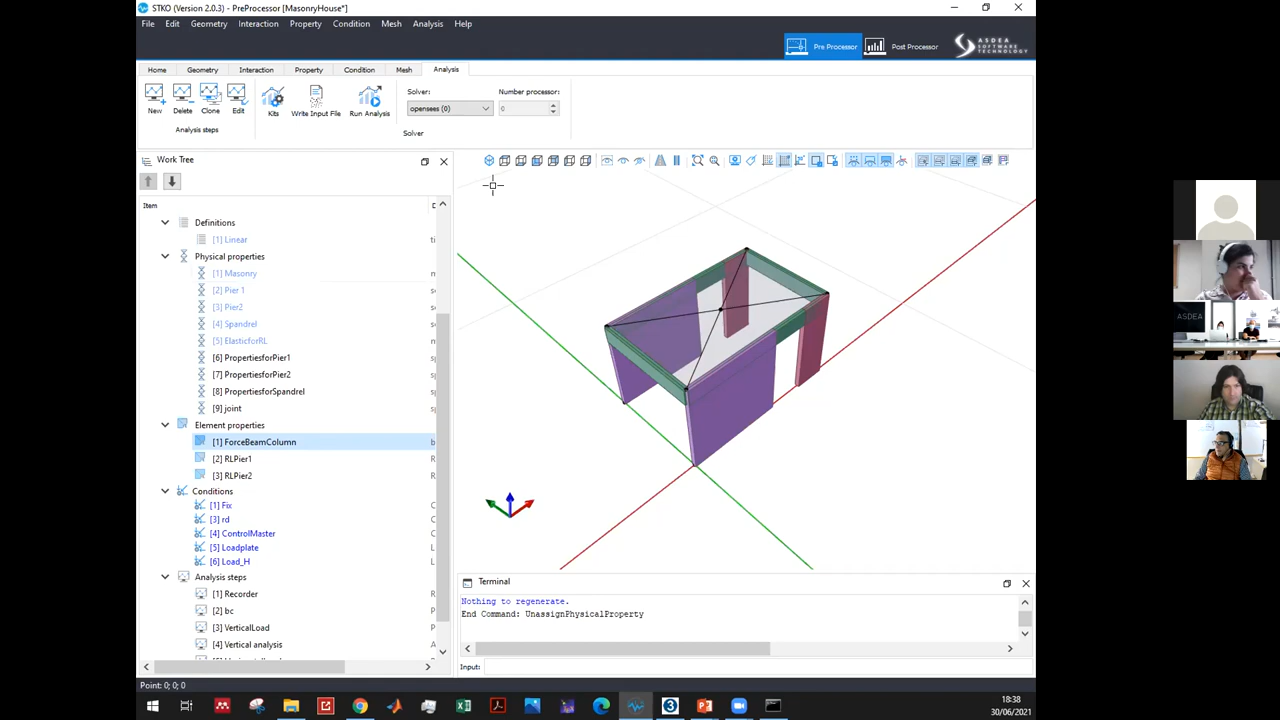 STKO (Version 2.0.3) - PreProcessor [MasonryHouse*]
File Edit Geometry Interaction Property Condition Mesh Analysis Help
Pre Processor
Post Processor
ASDEA
SOFTWARE
TECHNOLOGY
Home Geometry Interaction Property Condition Mesh Analysis
New Delete Clone Edit
Analysis steps
Kits Write Input File Run Analysis
Solver: Number processor:
opensees (0) 0
Solver
Work Tree
Item D
Definitions
[1] Linear ti
Physical properties
[1] Masonry
[2] Pier 1
[3] Pier2
[4] Spandrel
[5] ElasticforRL
[6] PropertiesforPier1
[7] PropertiesforPier2
[8] PropertiesforSpandrel
[9] joint
Element properties
[1] ForceBeamColumn
[2] RLPier1
[3] RLPier2
Conditions
[1] Fix
[3] rd
[4] ControlMaster
[5] Loadplate
[6] Load_H
Analysis steps
[1] Recorder
[2] bc
[3] VerticalLoad
[4] Vertical analysis
Terminal
Nothing to regenerate.
End Command: UnassignPhysicalProperty
Input:
Point: 0; 0; 0
18:38
30/06/2021
ASDEA